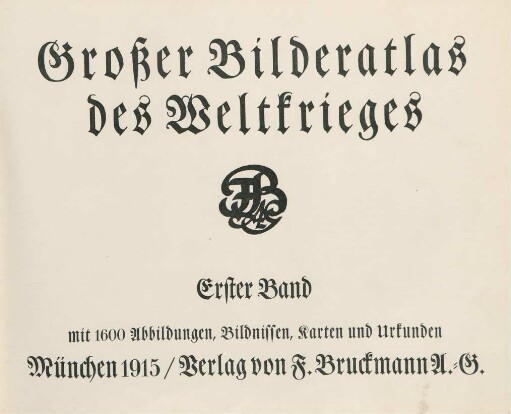 Großer Bilderatlas
des Weltkrieges
Erster Band
mit 1600 Abbildungen, Bildnissen, Karten und Urkunden
München 1915 / Verlag von F. Bruckmann A.=G.